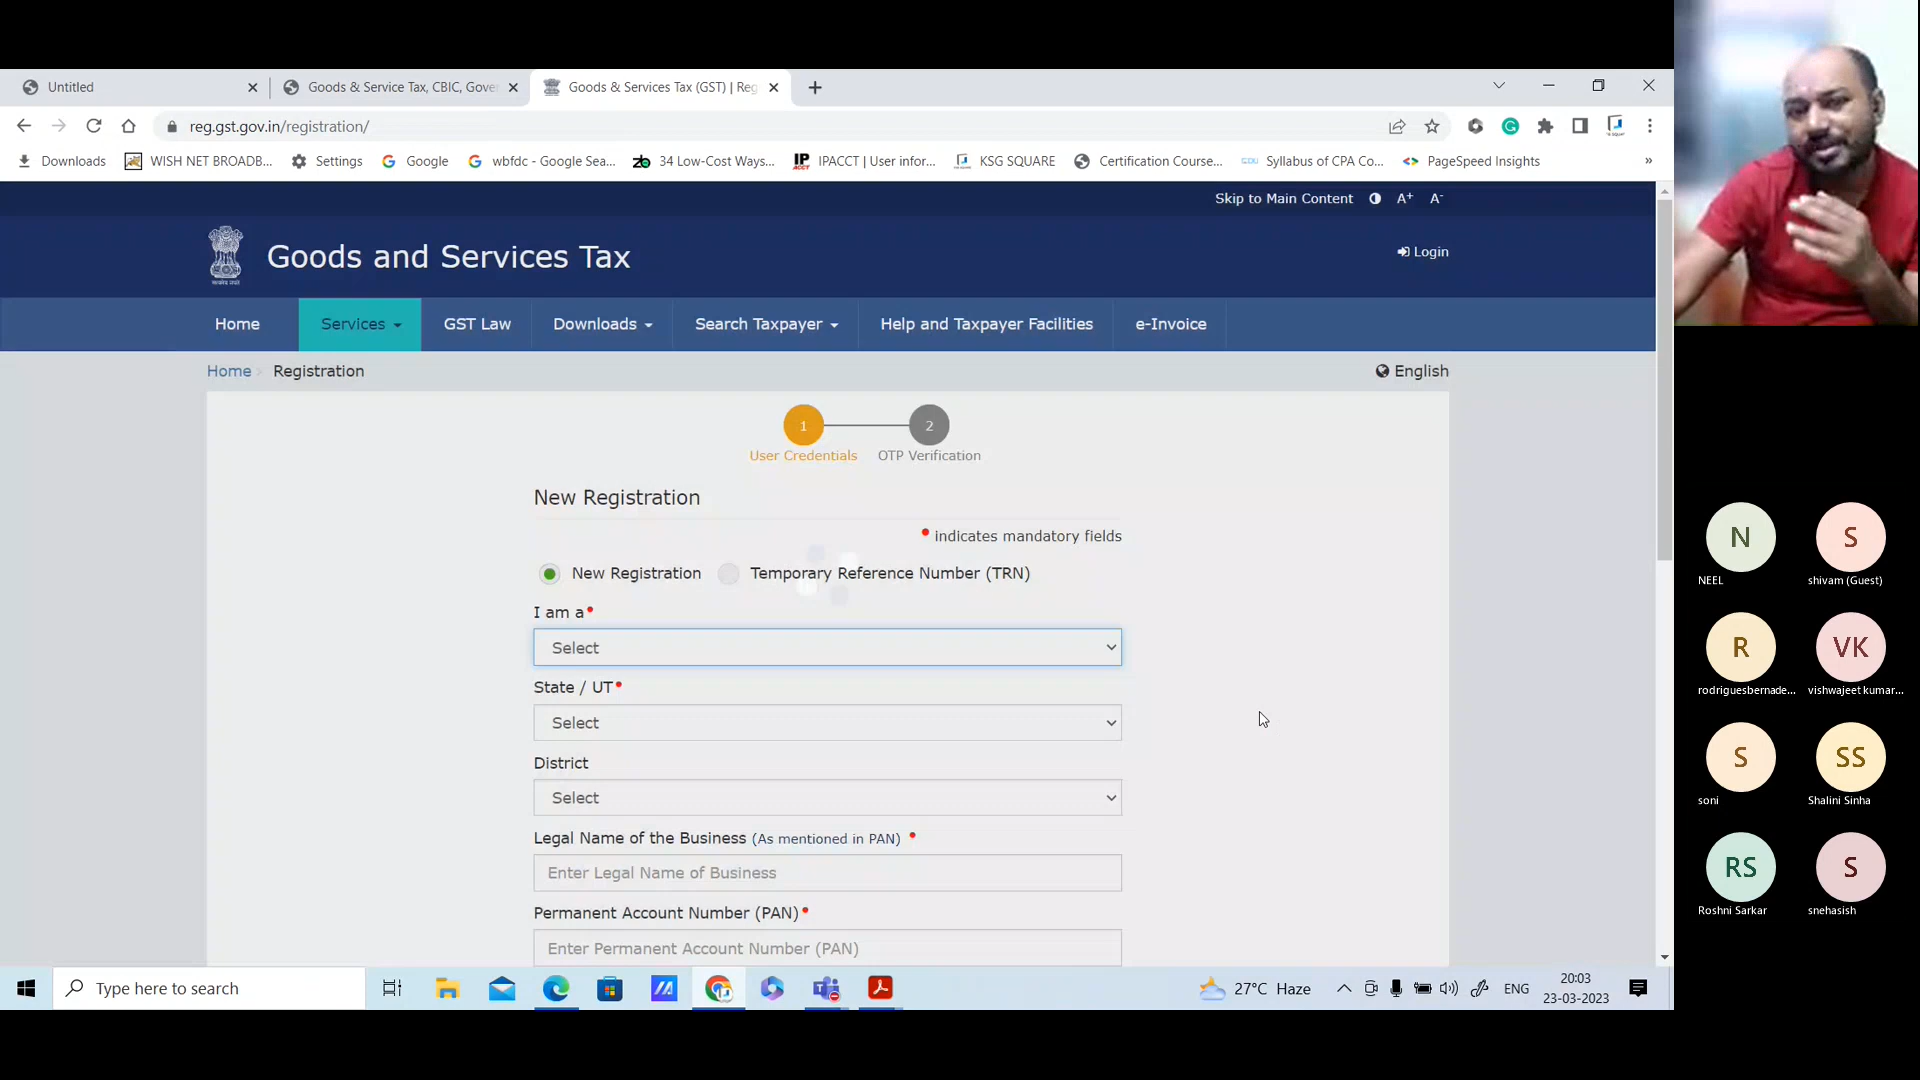 Untitled
Goods & Service Tax, CBIC, Gove
Goods & Services Tax (GST) | Reg
reg.gst.gov.in/registration/
Downloads
WISH NET BROADB...
Settings
Google
wbfdc - Google Sea...
34 Low-Cost Ways...
IPACCT | User infor...
KSG SQUARE
Certification Course...
Syllabus of CPA Co...
PageSpeed Insights
»
Skip to Main Content
A+
A-
Goods and Services Tax
Login
Home
Services
GST Law
Downloads
Search Taxpayer
Help and Taxpayer Facilities
e-Invoice
Home
Registration
English
1
2
User Credentials
OTP Verification
New Registration
• indicates mandatory fields
New Registration
Temporary Reference Number (TRN)
I am a•
Select
State / UT•
Select
District
Select
Legal Name of the Business (As mentioned in PAN) •
Enter Legal Name of Business
Permanent Account Number (PAN)•
Enter Permanent Account Number (PAN)
N
NEEL
S
shivam (Guest)
R
rodriguesbernade...
VK
vishwajeet kumar...
S
soni
SS
Shalini Sinha
RS
Roshni Sarkar
S
snehasish
Type here to search
27°C Haze
ENG
20:03
23-03-2023